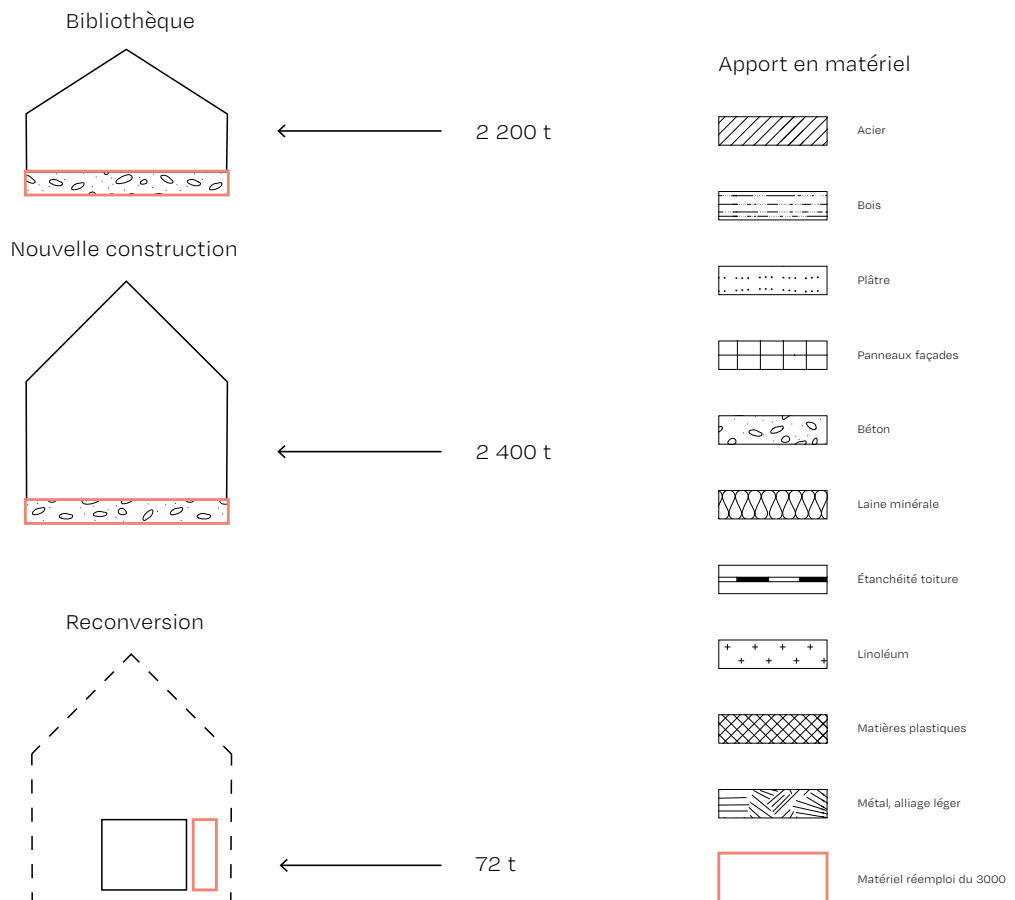 Bibliothèque
2 200 t
Nouvelle construction
2 400 t
Reconversion
72 t
Apport en matériel
Acier
Bois
Plâtre
Panneaux façades
Béton
Laine minérale
Étanchéité toiture
Linoléum
Matières plastiques
Métal, alliage léger
Matériel réemploi du 3000